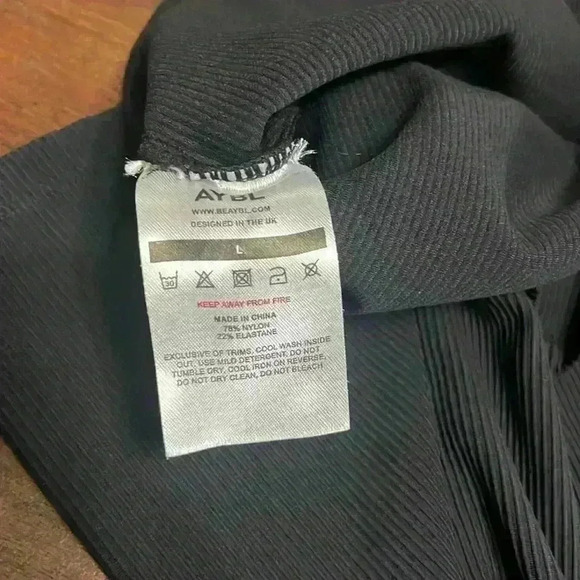 AYBL
WWW.BEAYBL.COM
DESIGNED IN THE UK
L
30
KEEP AWAY FROM FIRE
MADE IN CHINA
78% NYLON
22% ELASTANE
EXCLUSIVE OF TRIMS, COOL WASH INSIDE
OUT. USE MILD DETERGENT, DO NOT
TUMBLE DRY, COOL IRON ON REVERSE,
DO NOT DRY CLEAN, DO NOT BLEACH